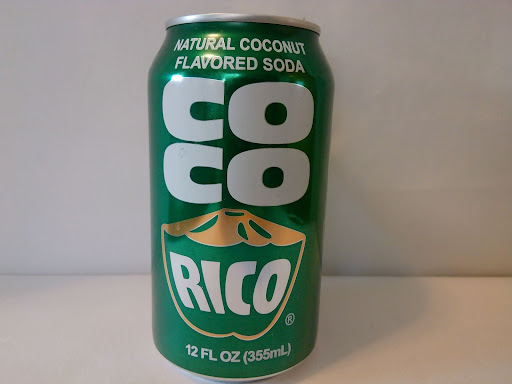 NATURAL COCONUT
FLAVORED SODA
CO
CO
RICO
®
12 FL OZ (355mL)